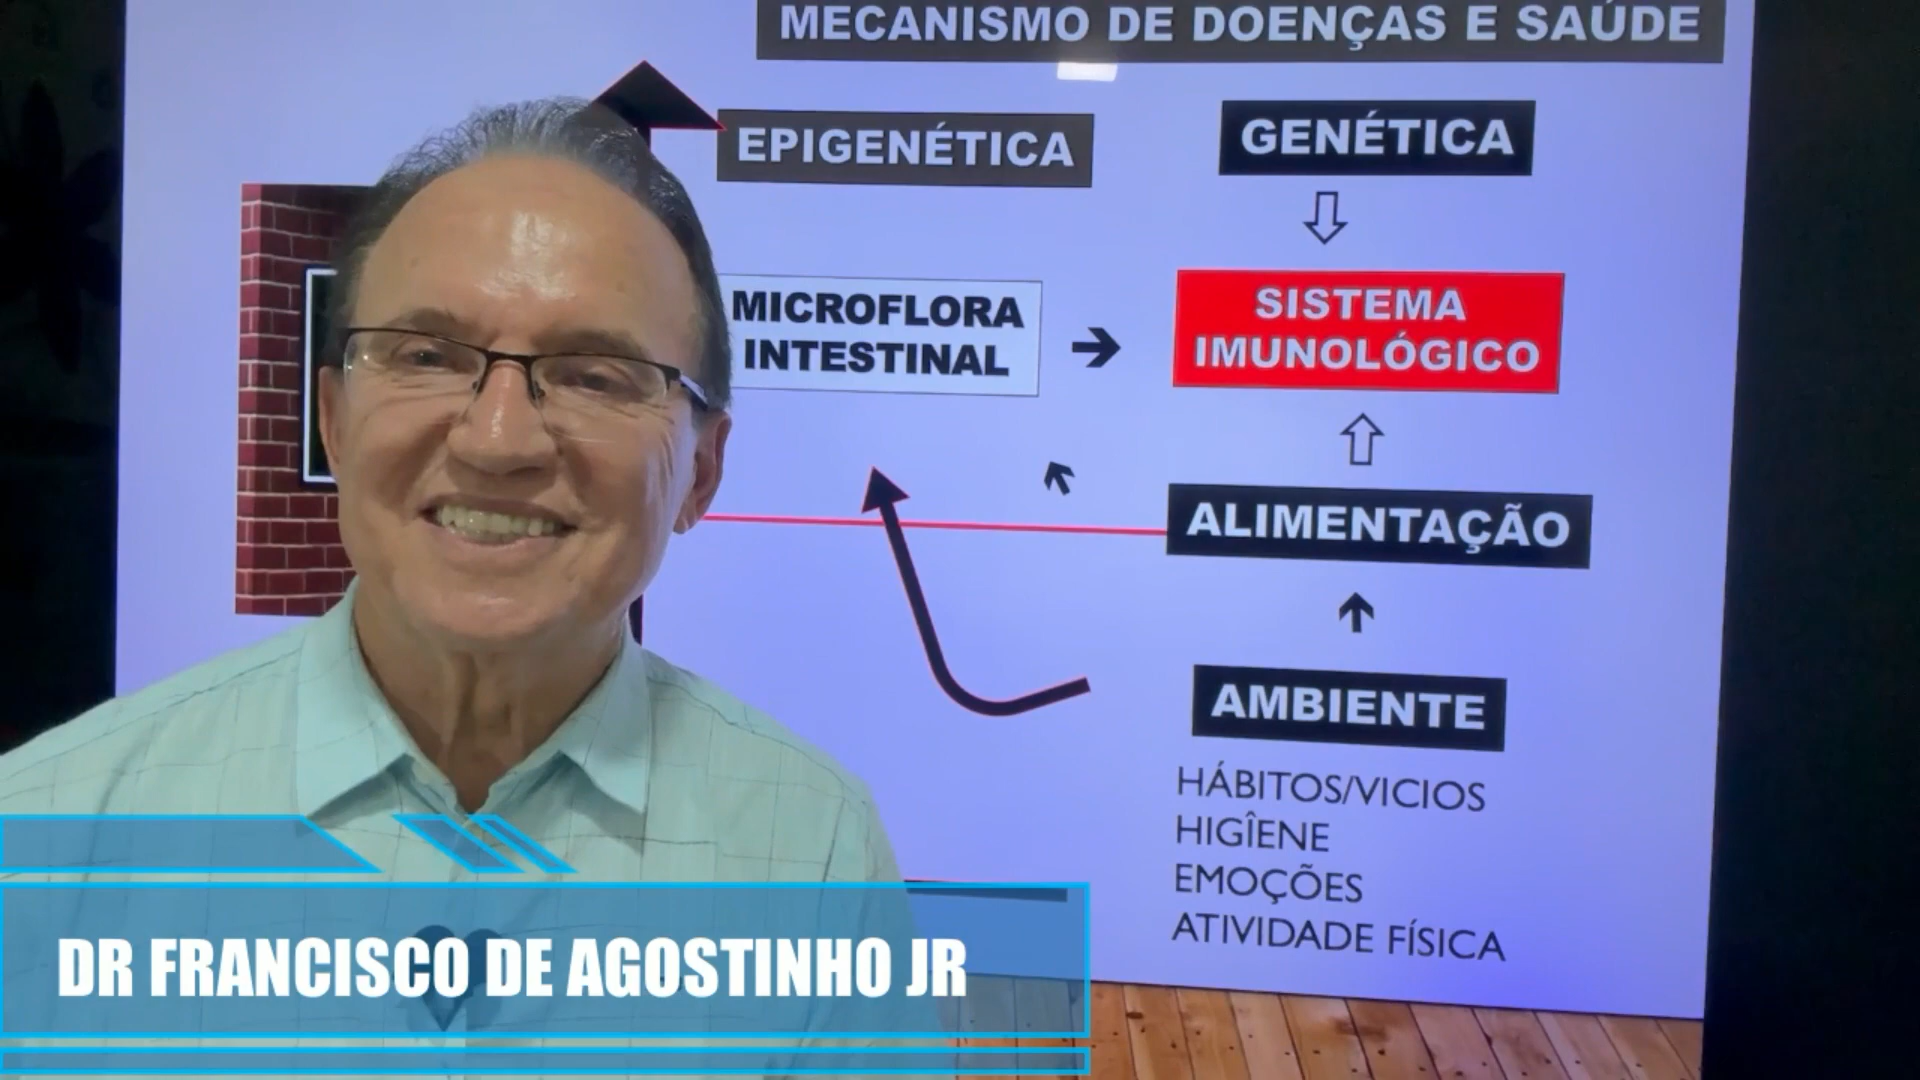 MECANISMO DE DOENÇAS E SAÚDE
EPIGENÉTICA
GENÉTICA
MICROFLORA
INTESTINAL
SISTEMA
IMUNOLÓGICO
ALIMENTAÇÃO
AMBIENTE
HÁBITOS/VICIOS
HIGÎENE
EMOÇÕES
ATIVIDADE FÍSICA
DR FRANCISCO DE AGOSTINHO JR